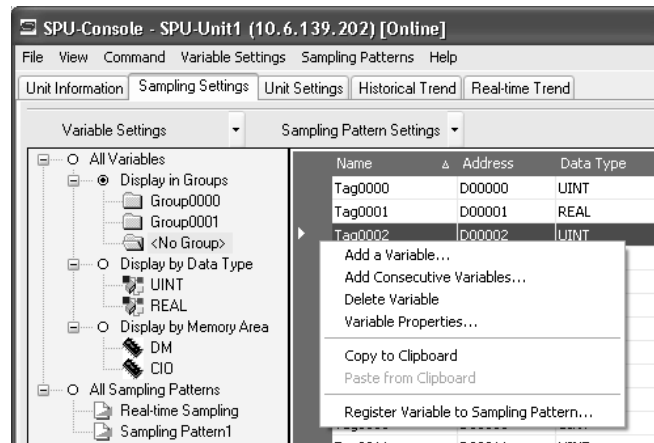 SPU-Console - SPU-Unit1 (10.6.139.202) [Online]
File View Command Variable Settings Sampling Patterns Help
Unit Information Sampling Settings Unit Settings Historical Trend Real-time Trend
Variable Settings Sampling Pattern Settings
All Variables
Display in Groups
Group0000
Group0001
<No Group>
Display by Data Type
UINT
REAL
Display by Memory Area
DM
CIO
All Sampling Patterns
Real-time Sampling
Sampling Pattern1
Name Address Data Type
Tag0000 D00000 UINT
Tag0001 D00001 REAL
Tag0002 D00002 UINT
Add a Variable...
Add Consecutive Variables...
Delete Variable
Variable Properties...
Copy to Clipboard
Paste from Clipboard
Register Variable to Sampling Pattern...